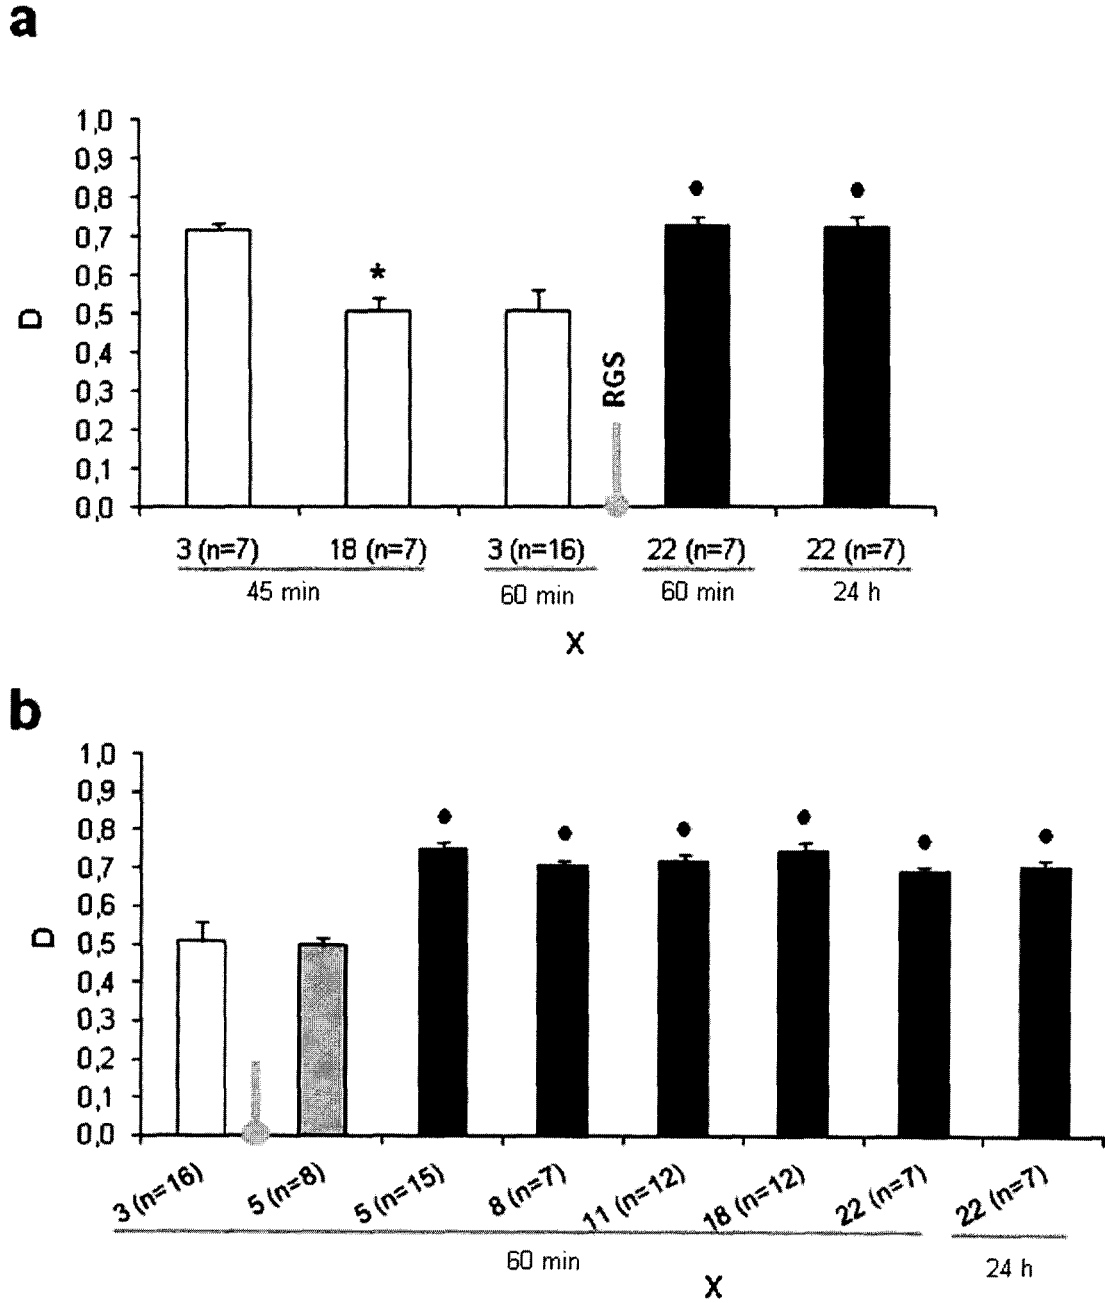 a
1,0
0,9
0,8
0,7
0,6
0,5
0,4
0,3
0,2
0,1
0,0
D
*
RGS
3 (n=7) 18 (n=7) 3 (n=16) 22 (n=7) 22 (n=7)
45 min 60 min 60 min 24 h
X
b
1,0
0,9
0,8
0,7
0,6
0,5
0,4
0,3
0,2
0,1
0,0
D
3 (n=16) 5 (n=8) 5 (n=15) 8 (n=7) 11 (n=12) 18 (n=12) 22 (n=7) 22 (n=7)
60 min 24 h
X